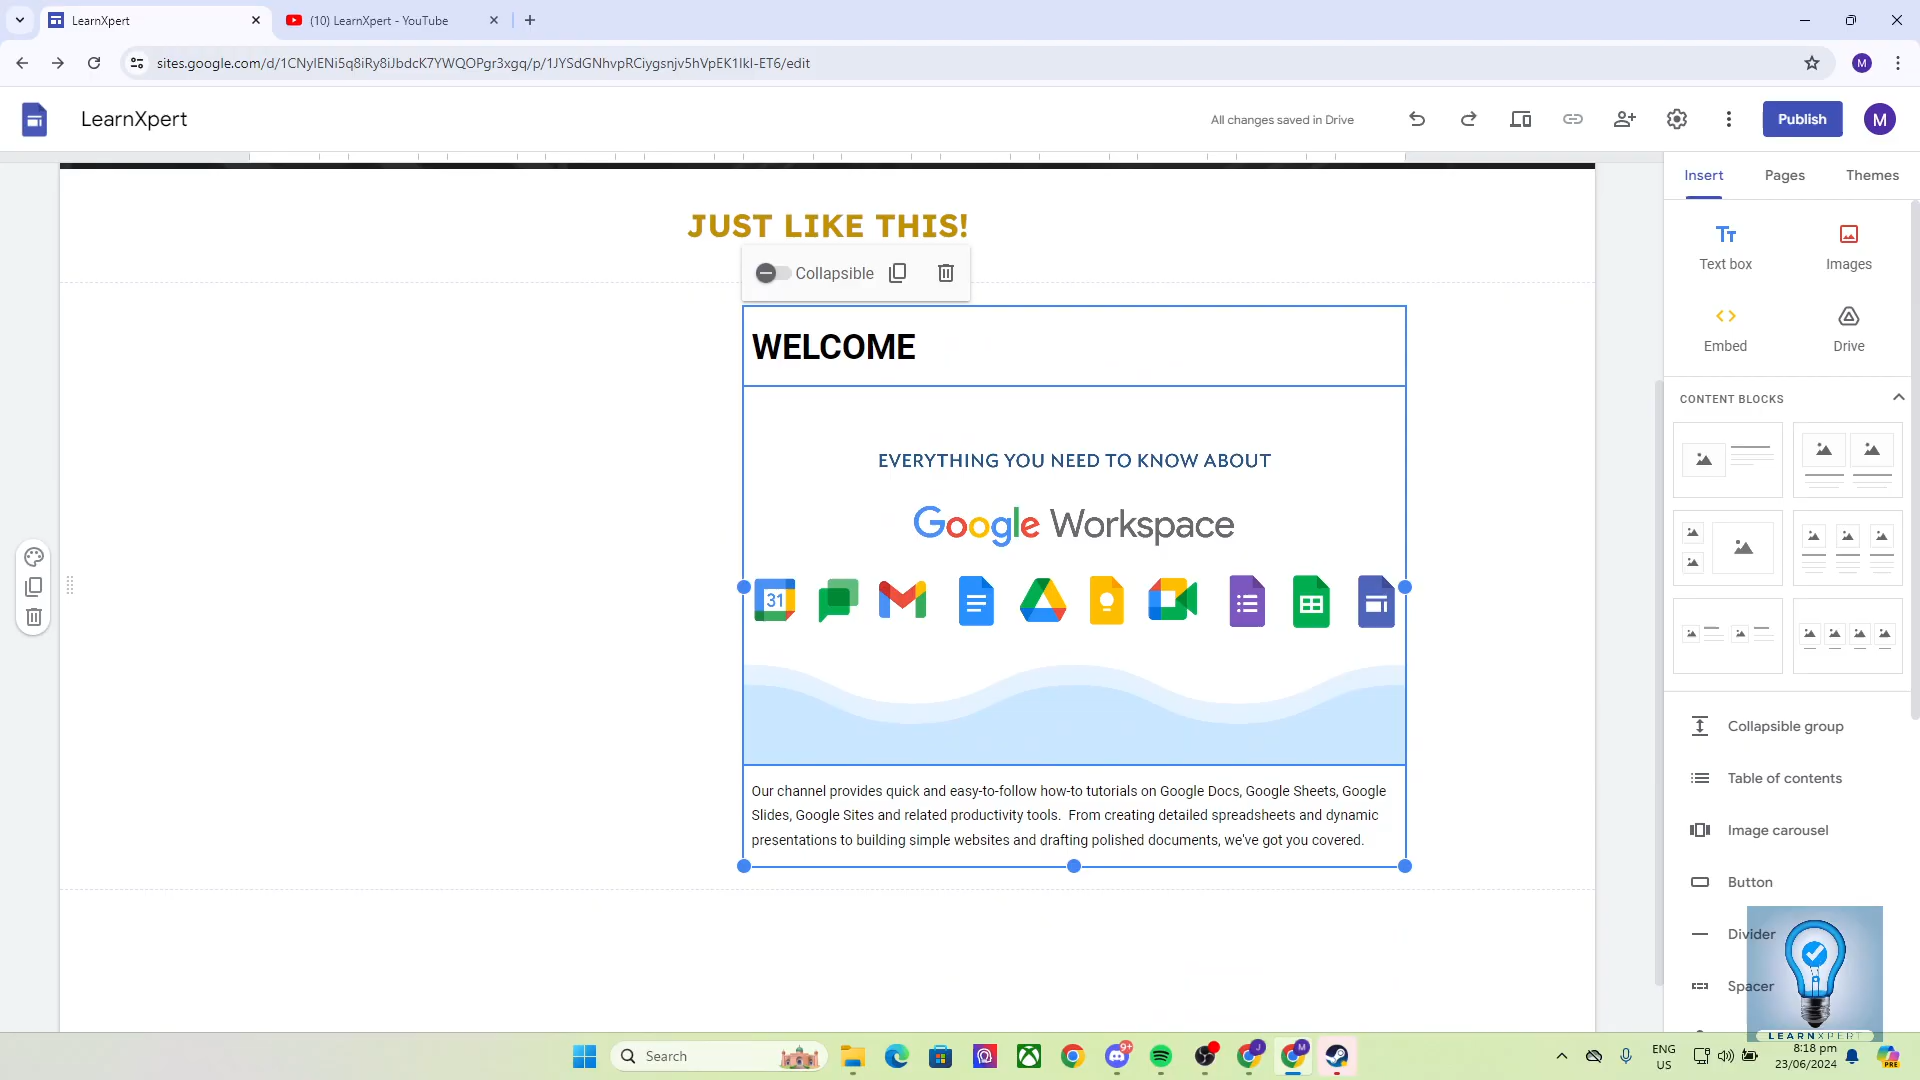 LearnXpert
(10) LearnXpert - YouTube
sites.google.com/d/1CNylENi5q8iRy8iJbdcK7YWQOPgr3xgq/p/1JYSdGNhvpRCiygsnjv5hVpEK1IkI-ET6/edit
M
LearnXpert
All changes saved in Drive
Publish
M
Insert
Pages
Themes
JUST LIKE THIS!
Collapsible
WELCOME
EVERYTHING YOU NEED TO KNOW ABOUT
Google Workspace
31
Our channel provides quick and easy-to-follow how-to tutorials on Google Docs, Google Sheets, Google
Slides, Google Sites and related productivity tools.  From creating detailed spreadsheets and dynamic
presentations to building simple websites and drafting polished documents, we've got you covered.
Text box
Images
Embed
Drive
CONTENT BLOCKS
Collapsible group
Table of contents
Image carousel
Button
Divider
Spacer
LEARNXPERT
Search
9+
J
M
ENG
US
8:18 pm
23/06/2024
PRE